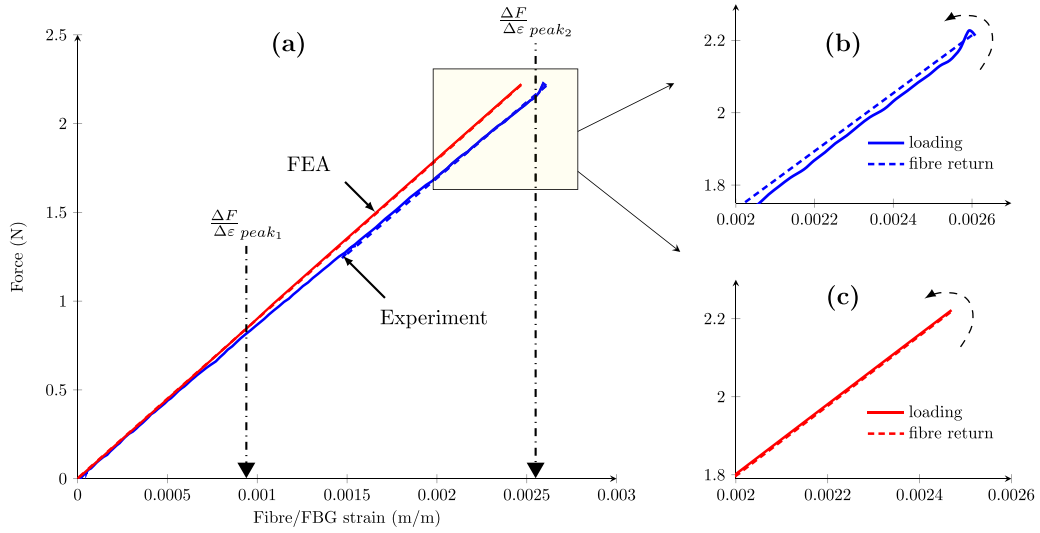 (a)
ΔF/Δε peak₂
2.5
2
1.5
1
0.5
0
Force (N)
FEA
ΔF/Δε peak₁
Experiment
0 0.0005 0.001 0.0015 0.002 0.0025 0.003
Fibre/FBG strain (m/m)
(b)
2.2
2
1.8
loading
fibre return
0.002 0.0022 0.0024 0.0026
(c)
2.2
2
1.8
loading
fibre return
0.002 0.0022 0.0024 0.0026